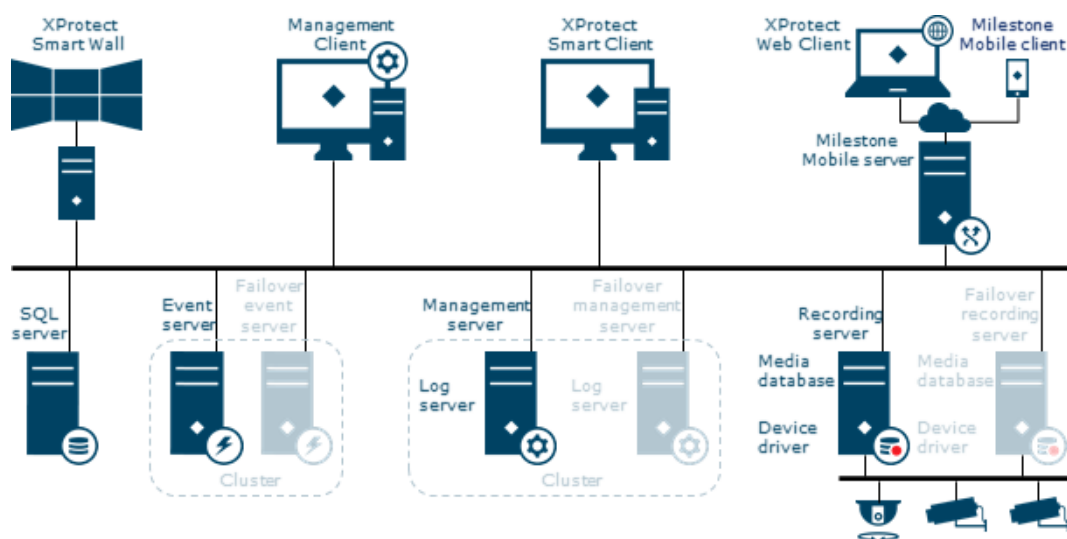 XProtect
Smart Wall
Management
Client
XProtect
Smart Client
XProtect
Web Client
Milestone
Mobile client
Milestone
Mobile server
SQL
server
Event
server
Failover
event
server
Cluster
Management
server
Log
server
Failover
management
server
Log
server
Cluster
Recording
server
Media
database
Device
driver
Failover
recording
server
Media
database
Device
driver